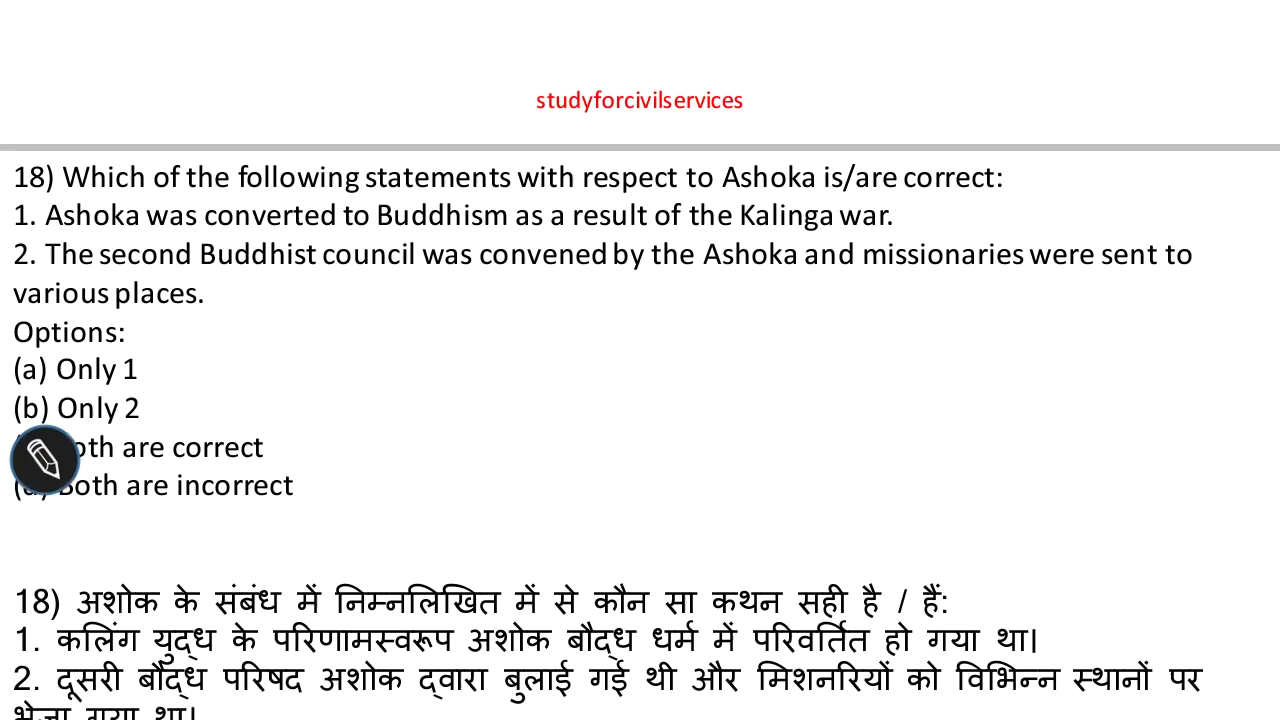 studyforcivilservices
18) Which of the following statements with respect to Ashoka is/are correct:
1. Ashoka was converted to Buddhism as a result of the Kalinga war.
2. The second Buddhist council was convened by the Ashoka and missionaries were sent to
various places.
Options:
(a) Only 1
(b) Only 2
are correct
are incorrect
18) अशोक के संबंध में निम्नलिखित में से कौन सा कथन सही है / हैं:
1. कलिंग युद्ध के परिणामस्वरूप अशोक बौद्ध धर्म में परिवर्तित हो गया था।
2. दूसरी बौद्ध परिषद अशोक द्वारा बुलाई गई थी और मिशनरियों को विभिन्न स्थानों पर